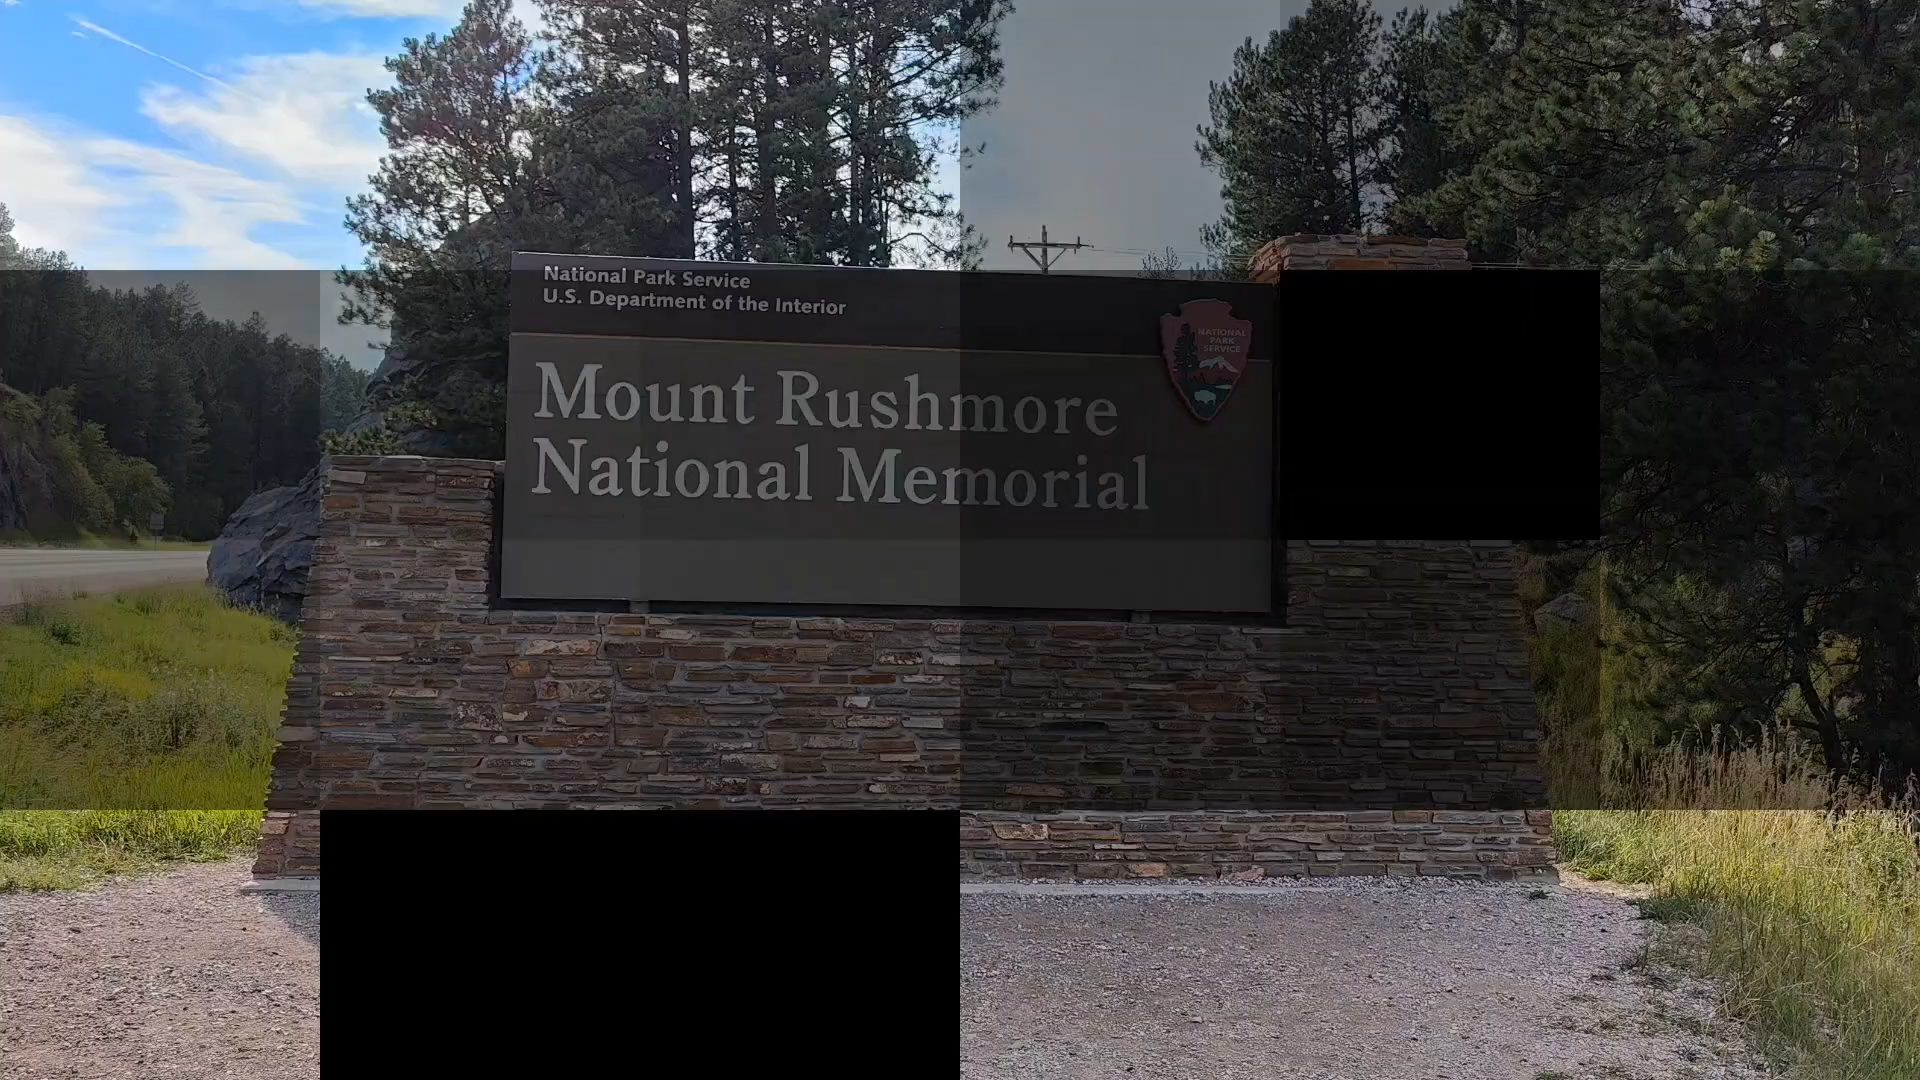 National Park Service
U.S. Department of the Interior
NATIONAL
PARK
SERVICE
Mount Rushmore
National Memorial